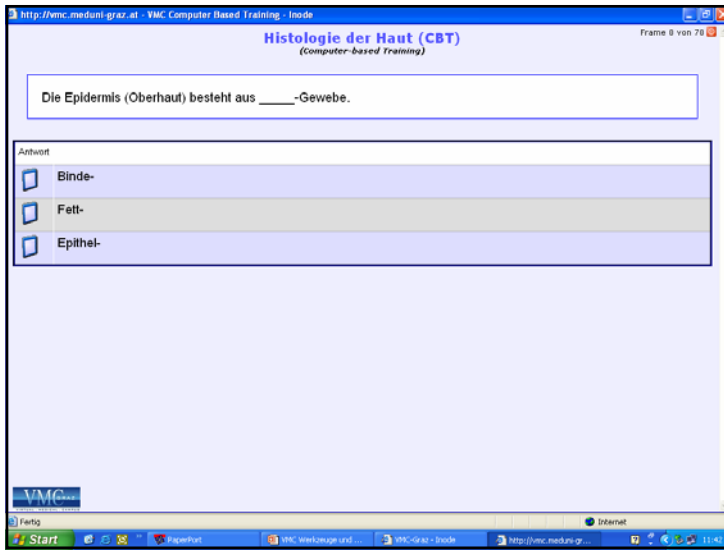 http://vmc.meduni-graz.at - VMC Computer Based Training - Inode
Histologie der Haut (CBT)
(Computer-based Training)
Frame 0 von 70
Die Epidermis (Oberhaut) besteht aus _____-Gewebe.
Antwort
Binde-
Fett-
Epithel-
VMC
Fertig
Internet
Start
PaperPort
VMC Werkzeuge und ...
VMC-Graz - Inode
http://vmc.meduni-gr...
11:42